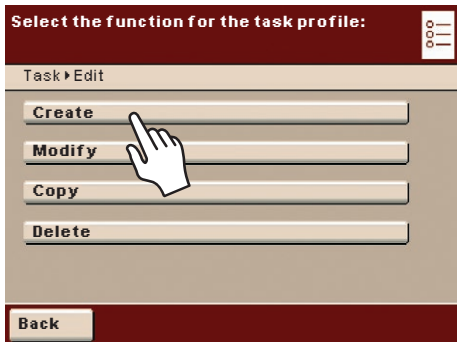 Select the function for the task profile:
Task▸Edit
Create
Modify
Copy
Delete
Back